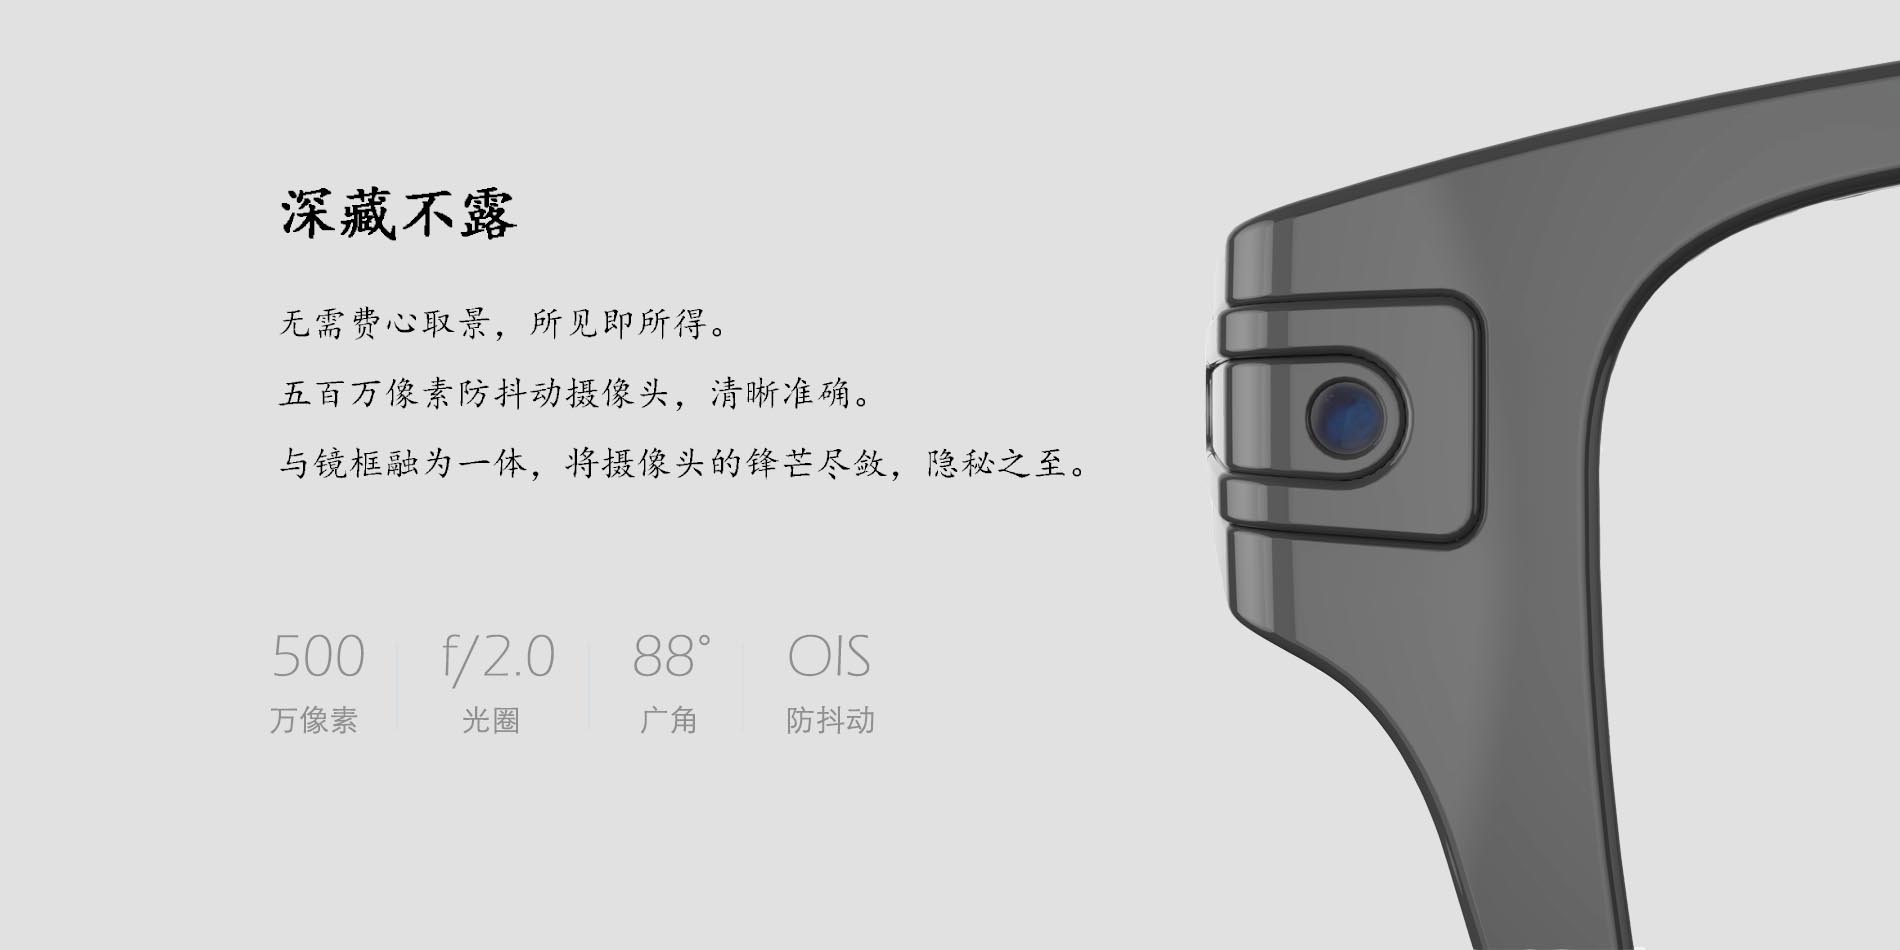 深藏不露
无需费心取景，所见即所得。
五百万像素防抖动摄像头，清晰准确。
与镜框融为一体，将摄像头的锋芒尽敛，隐秘之至。
500 f/2.0 88° OIS
万像素 光圈 广角 防抖动